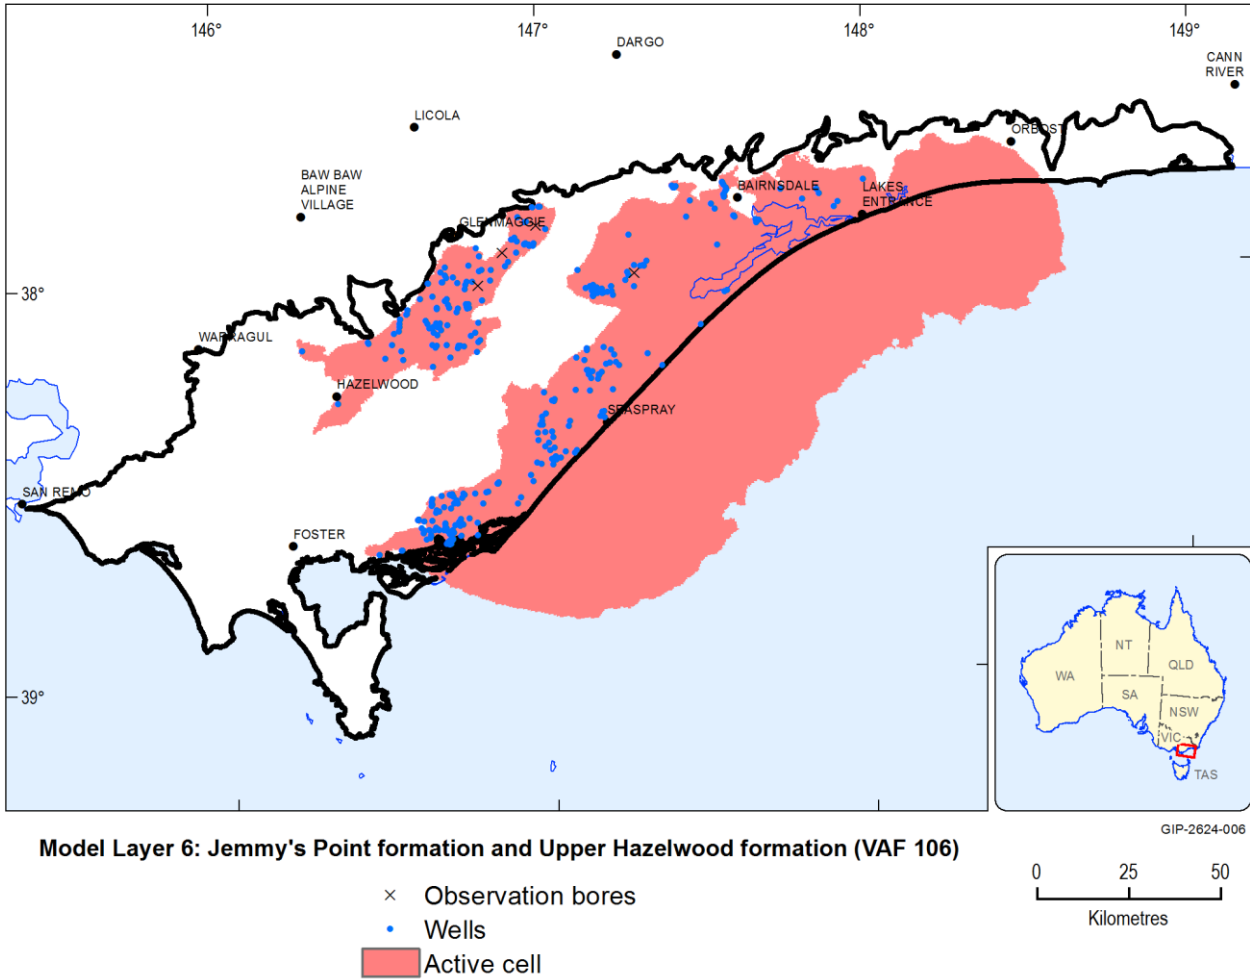 146°
147°
148°
149°
DARGO
CANN
RIVER
LICOLA
ORBOST
BAW BAW
ALPINE
VILLAGE
BAIRNSDALE
LAKES
ENTRANCE
GLENMAGGIE
38°
WARRAGUL
HAZELWOOD
SEASPRAY
SAN REMO
FOSTER
39°
NT
WA
QLD
SA
NSW
VIC
TAS
GIP-2624-006
Model Layer 6: Jemmy's Point formation and Upper Hazelwood formation (VAF 106)
0 25 50
Kilometres
Observation bores
Wells
Active cell